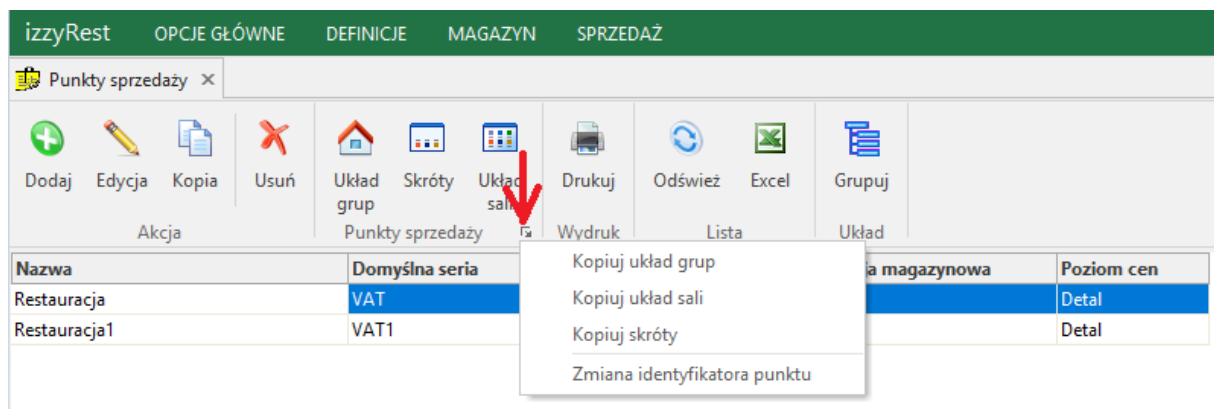 izzyRest OPCJE GŁÓWNE DEFINICJE MAGAZYN SPRZEDAŻ
Punkty sprzedaży ×
Dodaj Edycja Kopia Usuń Układ grup Skróty Układ sali Drukuj Odśwież Excel Grupuj
Akcja Punkty sprzedaży Wydruk Lista Układ
Nazwa Domyślna seria magazynowa Poziom cen
Restauracja VAT Detal
Restauracja1 VAT1 Detal
Kopiuj układ grup
Kopiuj układ sali
Kopiuj skróty
Zmiana identyfikatora punktu